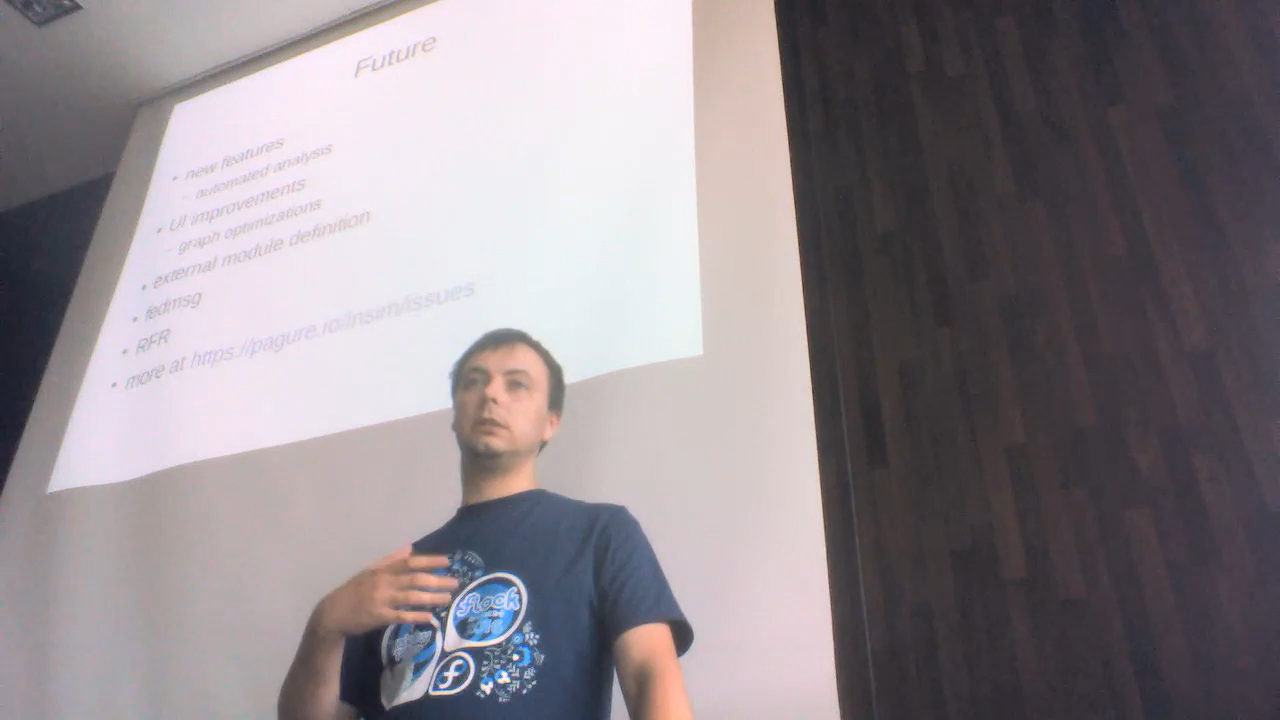 Future
• new features
– automated analysis
• UI improvements
– graph optimizations
• external module definition
• fedmsg
• RFR
• more at https://pagure.io/insim/issues
flock